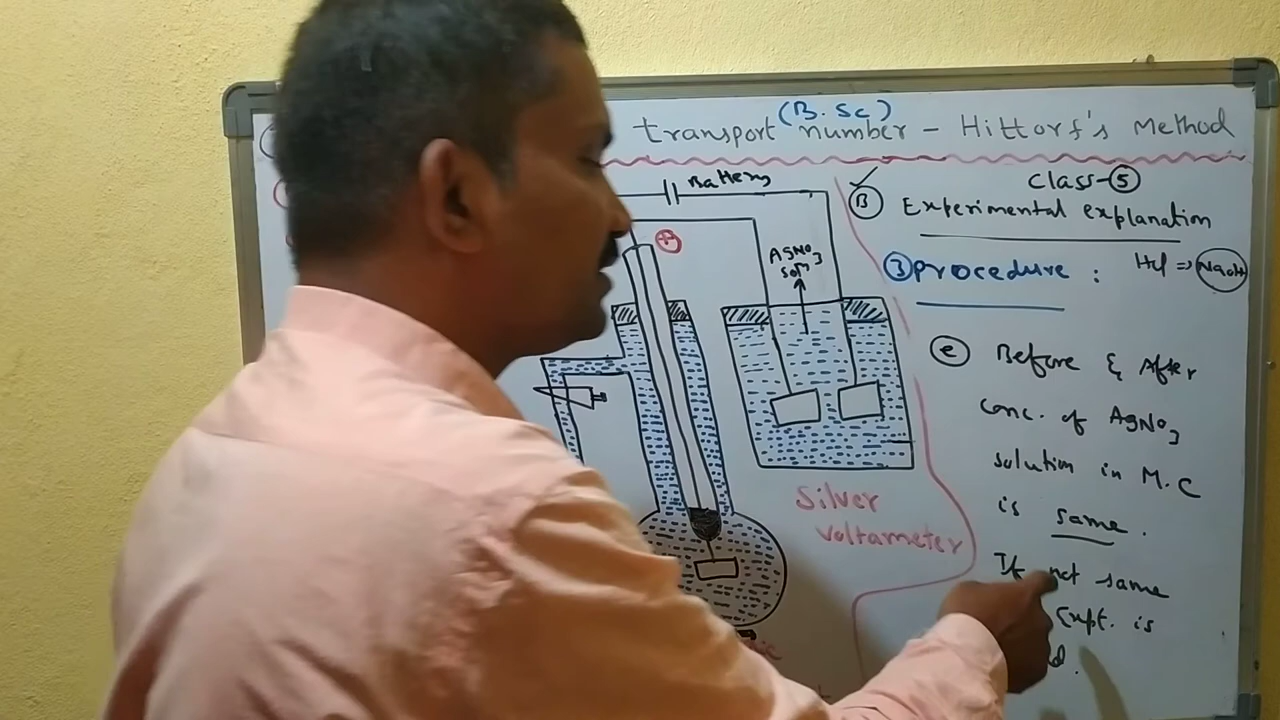 (B.Sc)
transport number - Hittorf's Method
Class-5
Battery
B Experimental explanation
+
AgNO3
soln
3 procedure :
Hcl => NaOH
e Before & After
conc. of AgNO3
solution in M.C
is same.
If not same
Expt. is
Silver
Voltameter